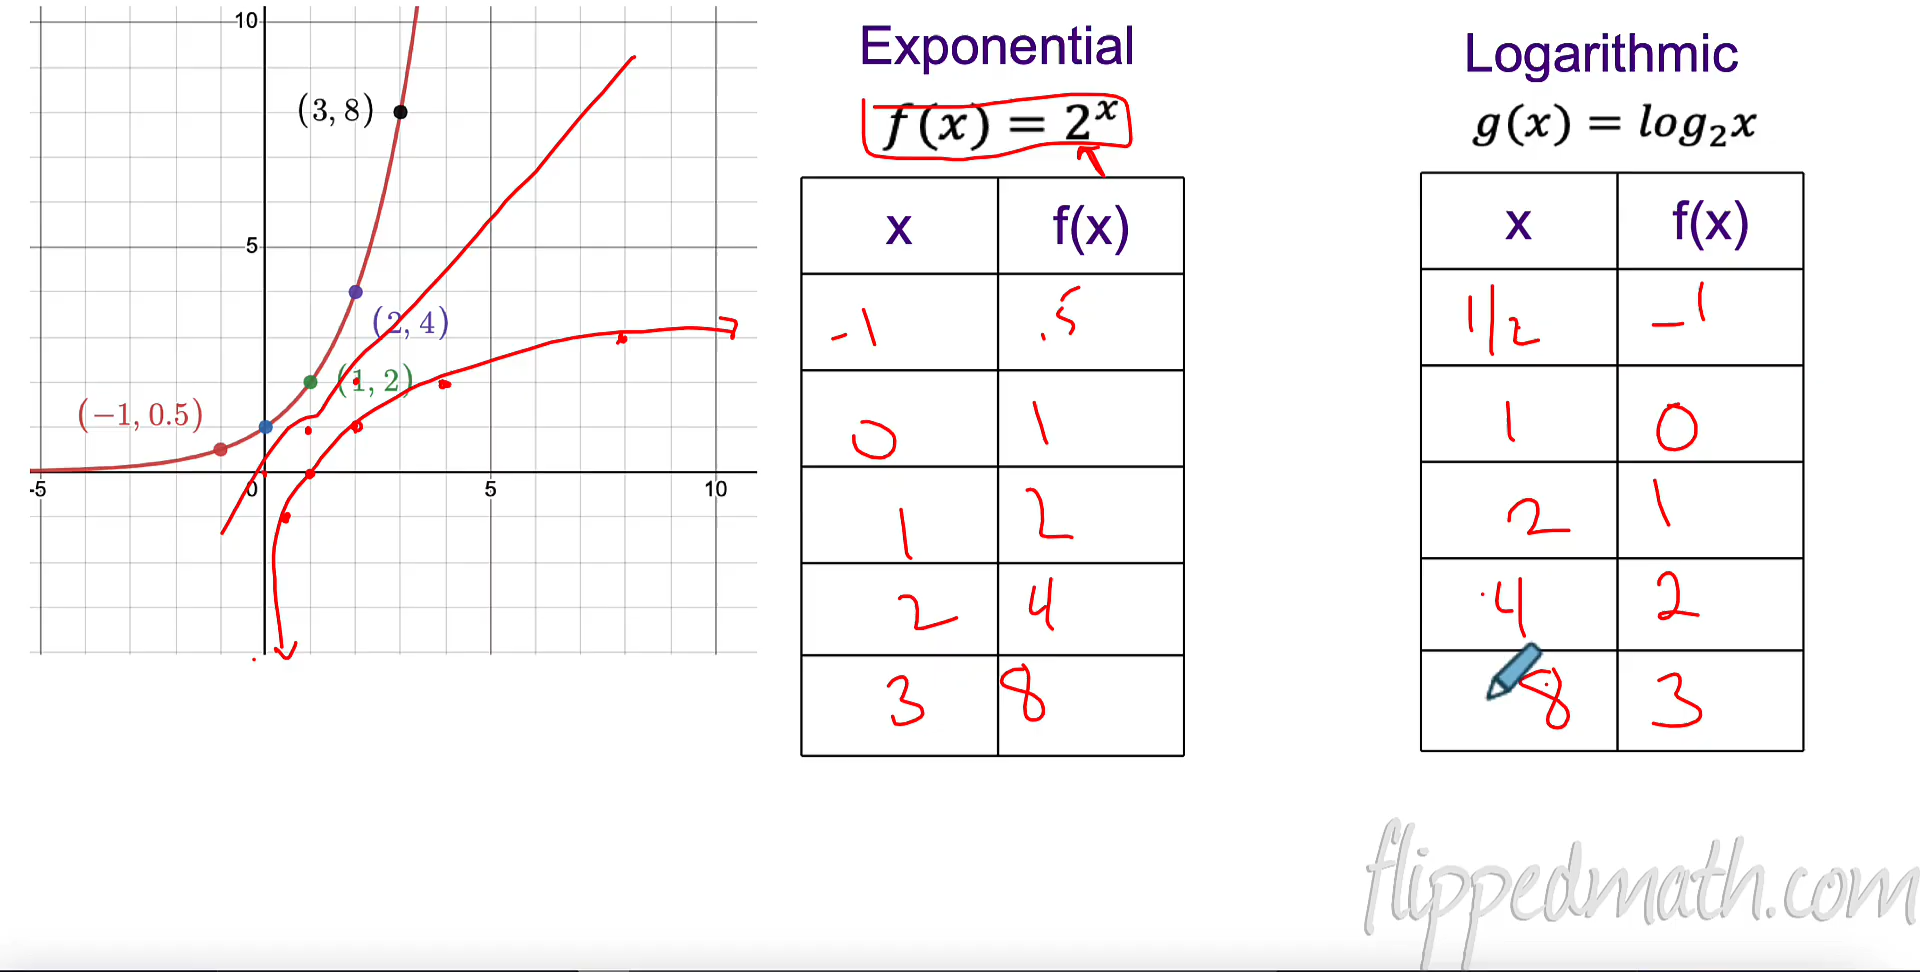 10
(3, 8)
5
(2, 4)
(1, 2)
(−1, 0.5)
-5 0 5 10
Exponential
f(x) = 2^x
x f(x)
-1 .5
0 1
1 2
2 4
3 8
Logarithmic
g(x) = log₂x
x f(x)
1/2 -1
1 0
2 1
4 2
8 3
flippedmath.com